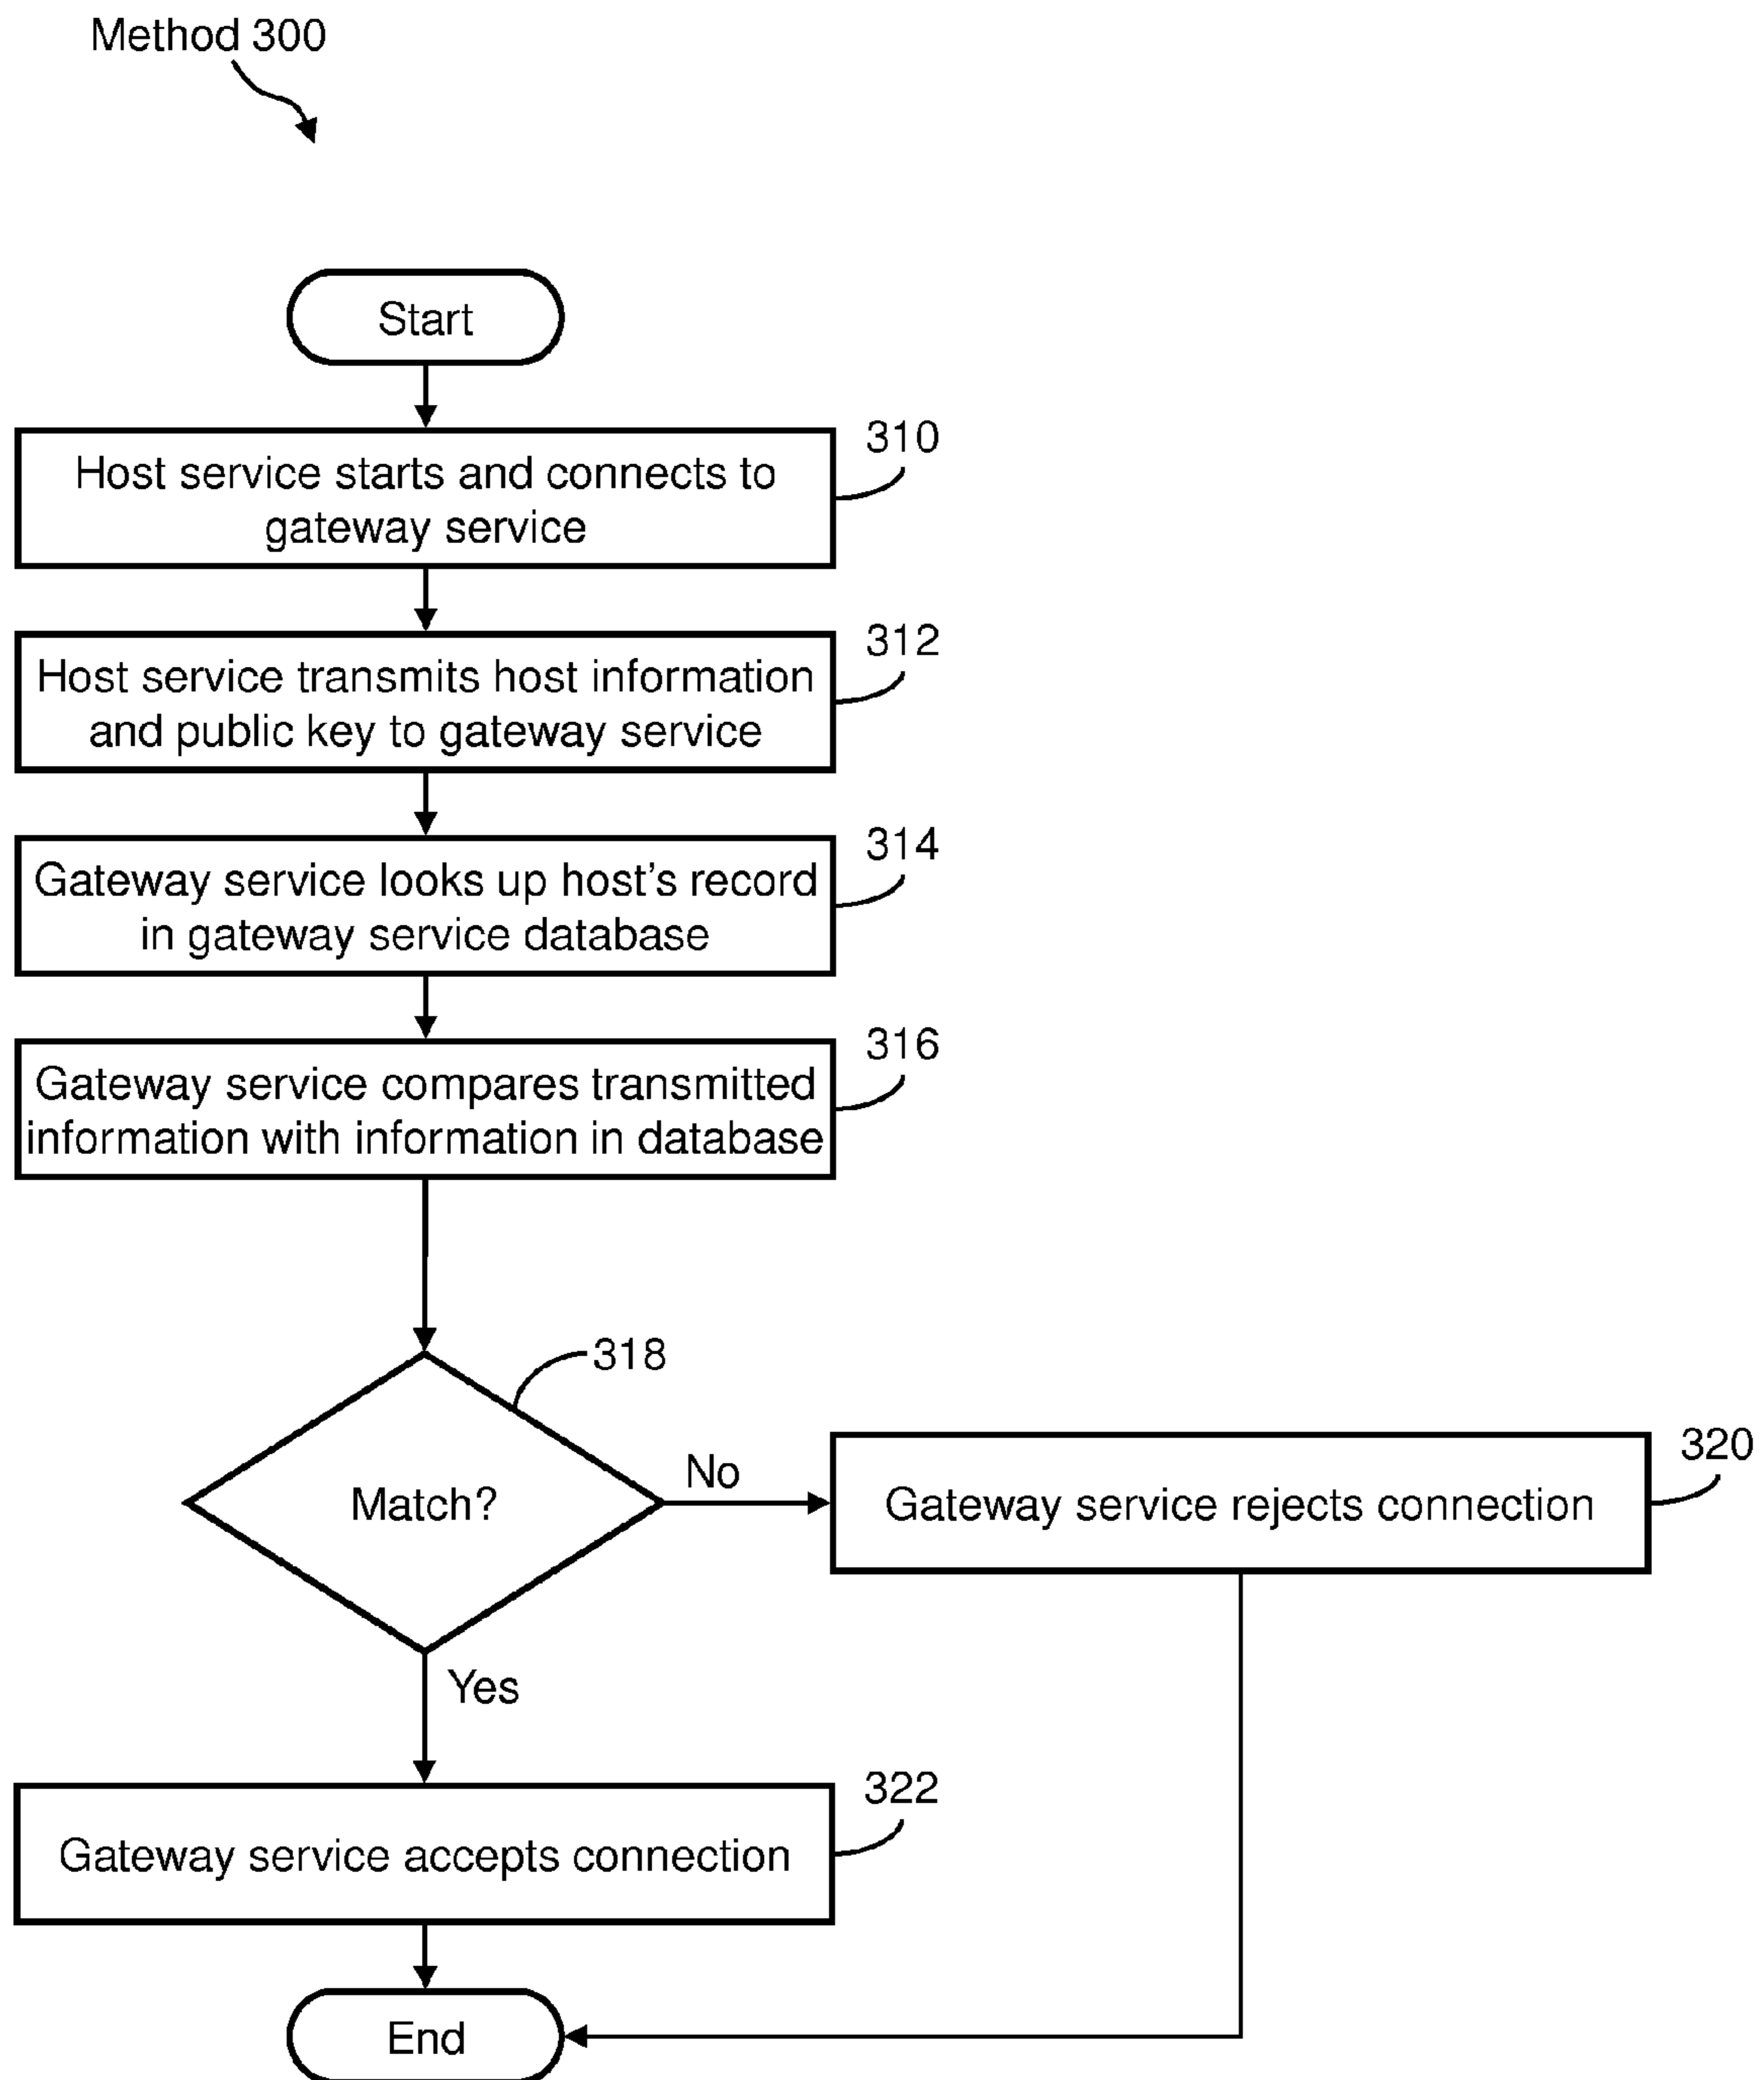 Method 300
Start
310
Host service starts and connects to
gateway service
312
Host service transmits host information
and public key to gateway service
314
Gateway service looks up host's record
in gateway service database
316
Gateway service compares transmitted
information with information in database
318
Match?
No
320
Gateway service rejects connection
Yes
322
Gateway service accepts connection
End